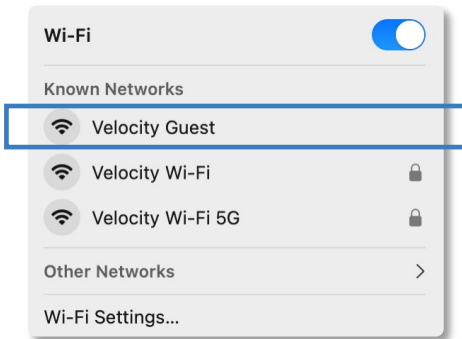 Wi-Fi
Known Networks
Velocity Guest
Velocity Wi-Fi
Velocity Wi-Fi 5G
Other Networks
Wi-Fi Settings...